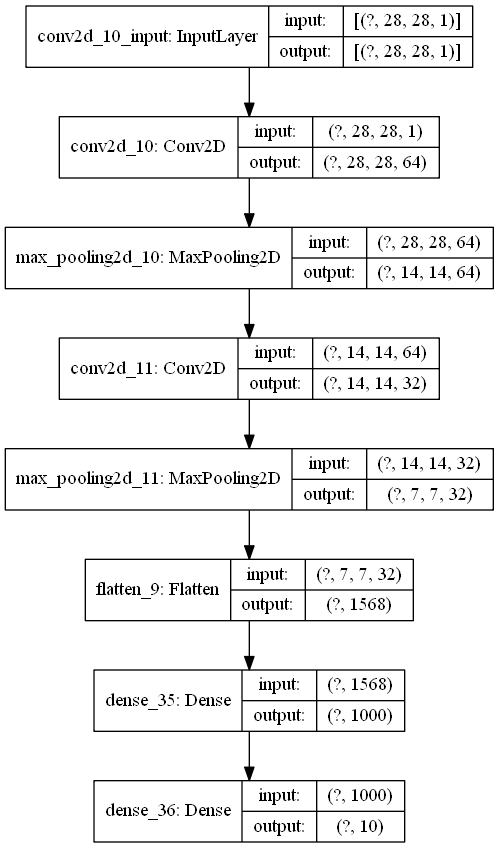 conv2d_10_input: InputLayer
input: [(?, 28, 28, 1)]
output: [(?, 28, 28, 1)]
conv2d_10: Conv2D
input: (?, 28, 28, 1)
output: (?, 28, 28, 64)
max_pooling2d_10: MaxPooling2D
input: (?, 28, 28, 64)
output: (?, 14, 14, 64)
conv2d_11: Conv2D
input: (?, 14, 14, 64)
output: (?, 14, 14, 32)
max_pooling2d_11: MaxPooling2D
input: (?, 14, 14, 32)
output: (?, 7, 7, 32)
flatten_9: Flatten
input: (?, 7, 7, 32)
output: (?, 1568)
dense_35: Dense
input: (?, 1568)
output: (?, 1000)
dense_36: Dense
input: (?, 1000)
output: (?, 10)